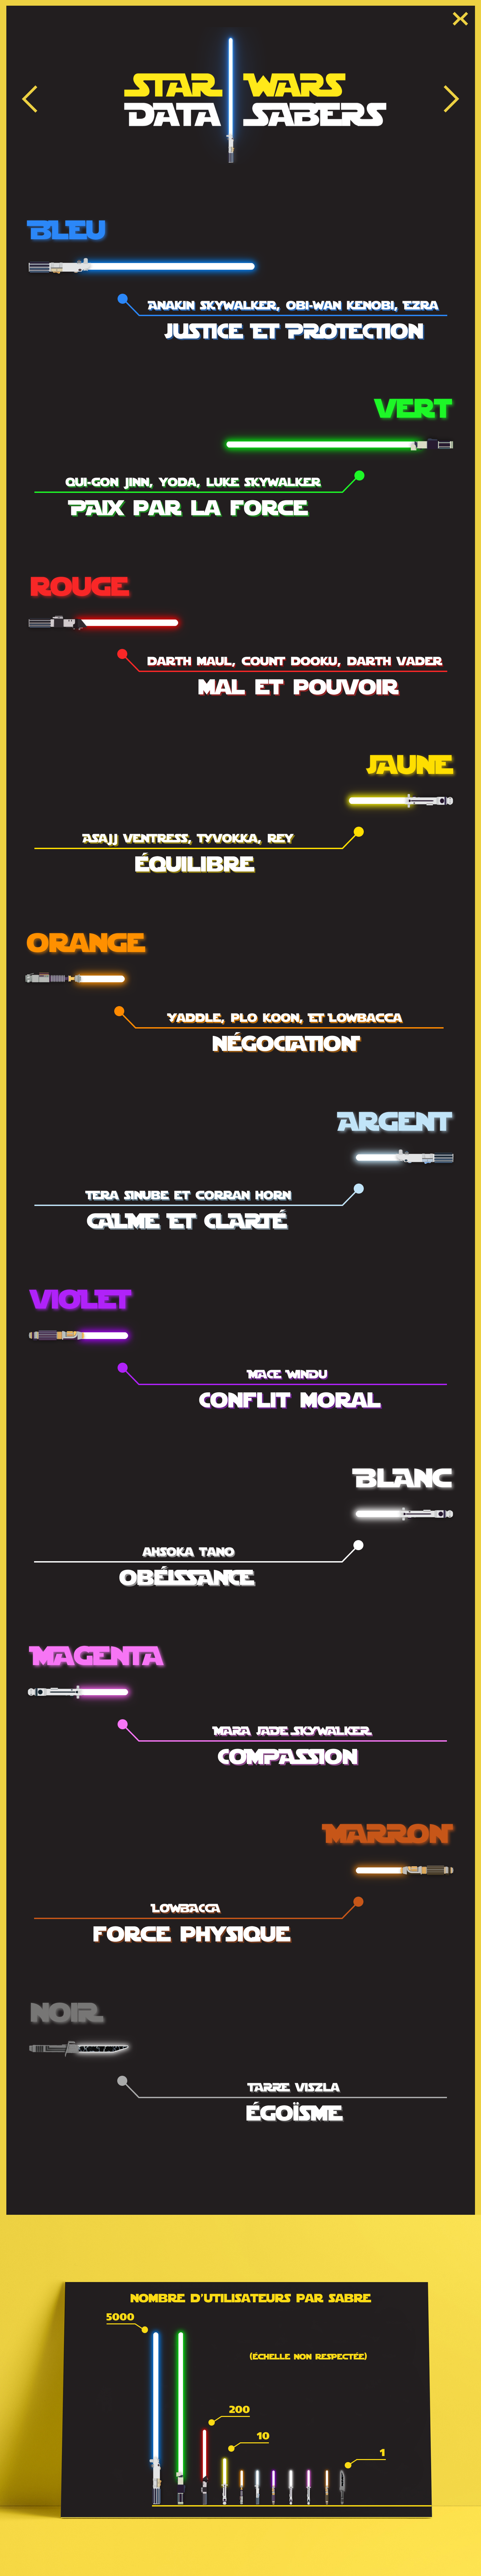 STAR WARS
DATA SABERS
BLEU
ANAKIN SKYWALKER, OBI-WAN KENOBI, EZRA
JUSTICE ET PROTECTION
VERT
QUI-GON JINN, YODA, LUKE SKYWALKER
PAIX PAR LA FORCE
ROUGE
DARTH MAUL, COUNT DOOKU, DARTH VADER
MAL ET POUVOIR
JAUNE
ASAJJ VENTRESS, TYVOKKA, REY
ÉQUILIBRE
ORANGE
YADDLE, PLO KOON, ET LOWBACCA
NÉGOCIATION
ARGENT
TERA SINUBE ET CORRAN HORN
CALME ET CLARTÉ
VIOLET
MACE WINDU
CONFLIT MORAL
BLANC
AHSOKA TANO
OBÉISSANCE
MAGENTA
MARA JADE SKYWALKER
COMPASSION
MARRON
LOWBACCA
FORCE PHYSIQUE
NOIR
TARRE VISZLA
ÉGOÏSME
NOMBRE D'UTILISATEURS PAR SABRE
5000
(ÉCHELLE NON RESPECTÉE)
200
10
1